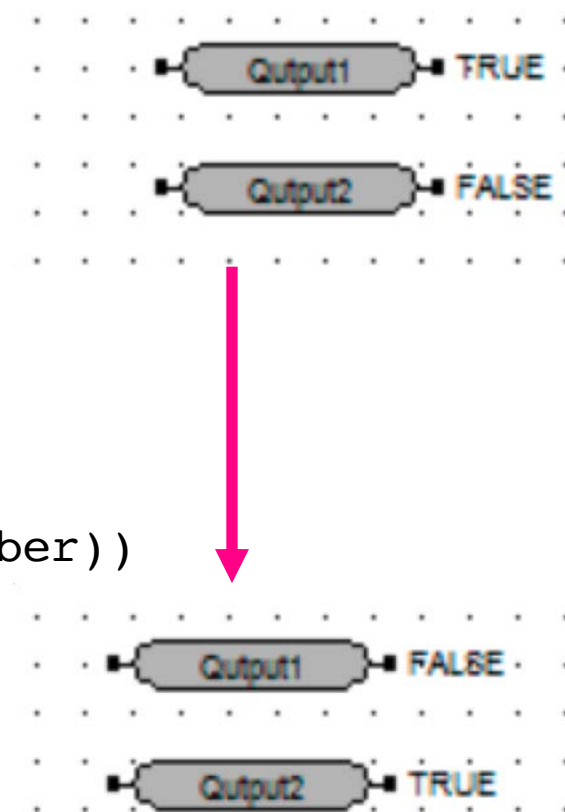 Output1 TRUE
Output2 FALSE
ber))
Output1 FALSE
Output2 TRUE